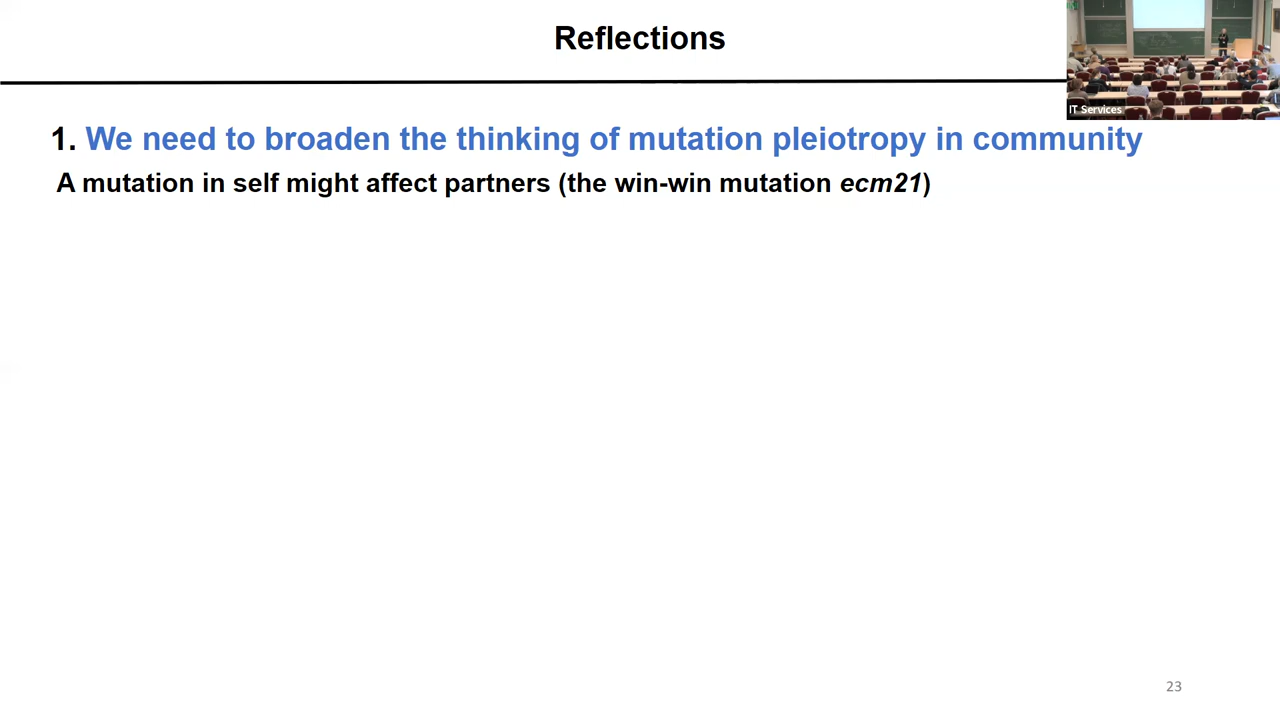 Reflections
IT Services
1. We need to broaden the thinking of mutation pleiotropy in community
A mutation in self might affect partners (the win-win mutation ecm21)
23